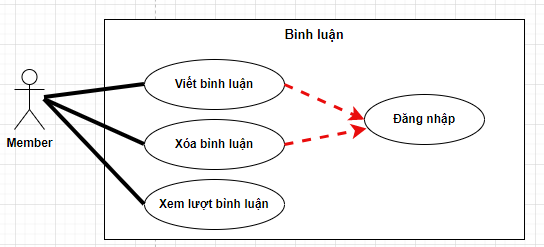 Bình luận
Viết bình luận
Đăng nhập
Member
Xóa bình luận
Xem lượt bình luận